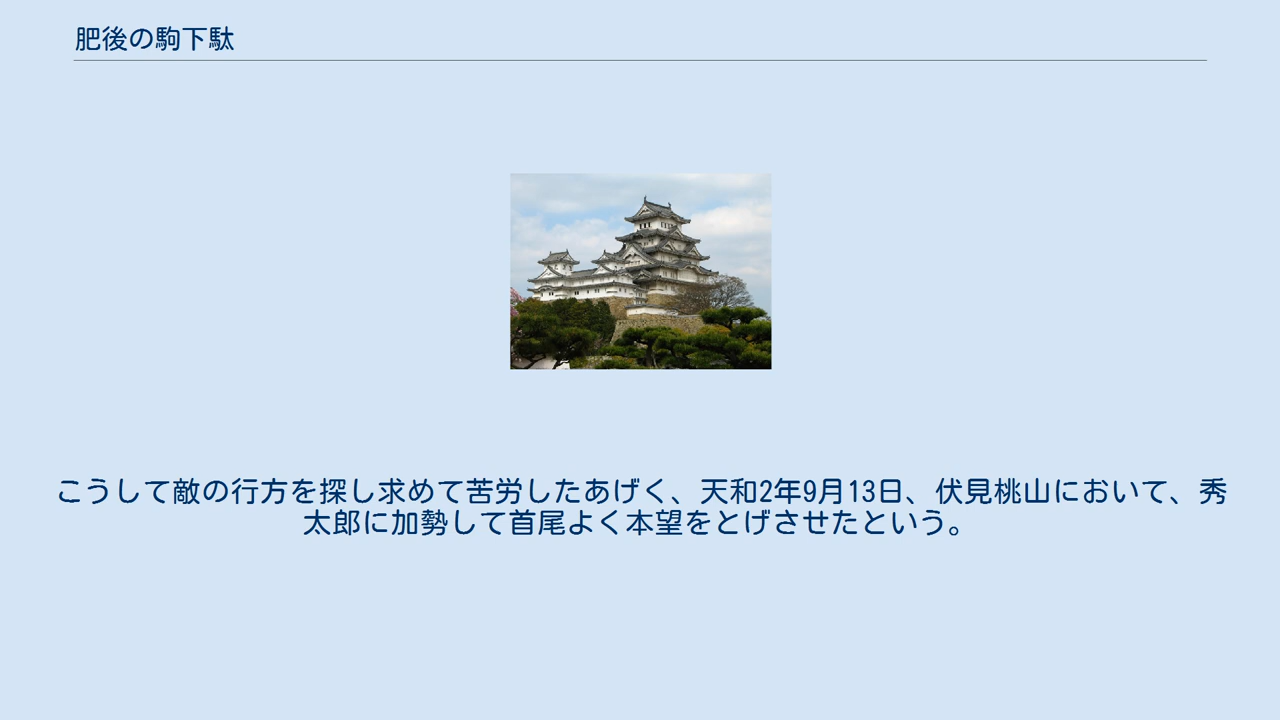 肥後の駒下駄
こうして敵の行方を探し求めて苦労したあげく、天和2年9月13日、伏見桃山において、秀
太郎に加勢して首尾よく本望をとげさせたという。